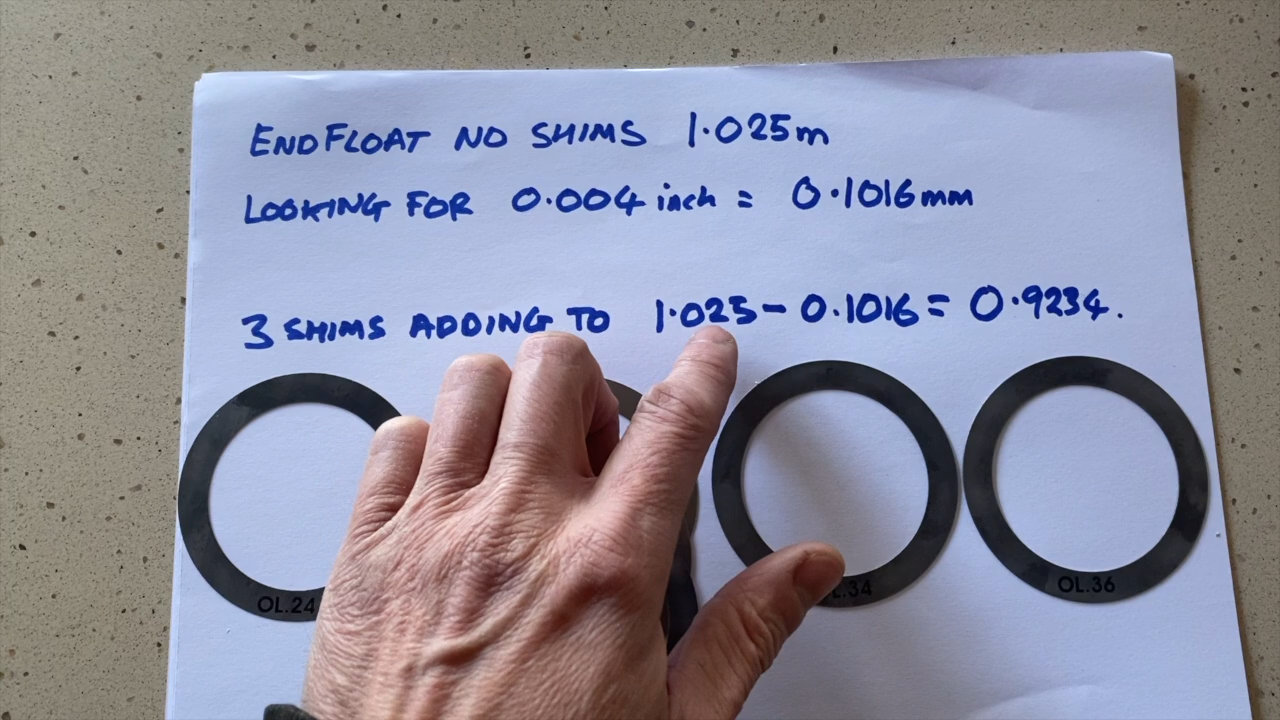 ENDFLOAT NO SHIMS 1.025m
LOOKING FOR 0.004 inch = 0.1016mm
3 SHIMS ADDING TO 1.025 - 0.1016 = 0.9234.
OL.24
L.34
OL.36